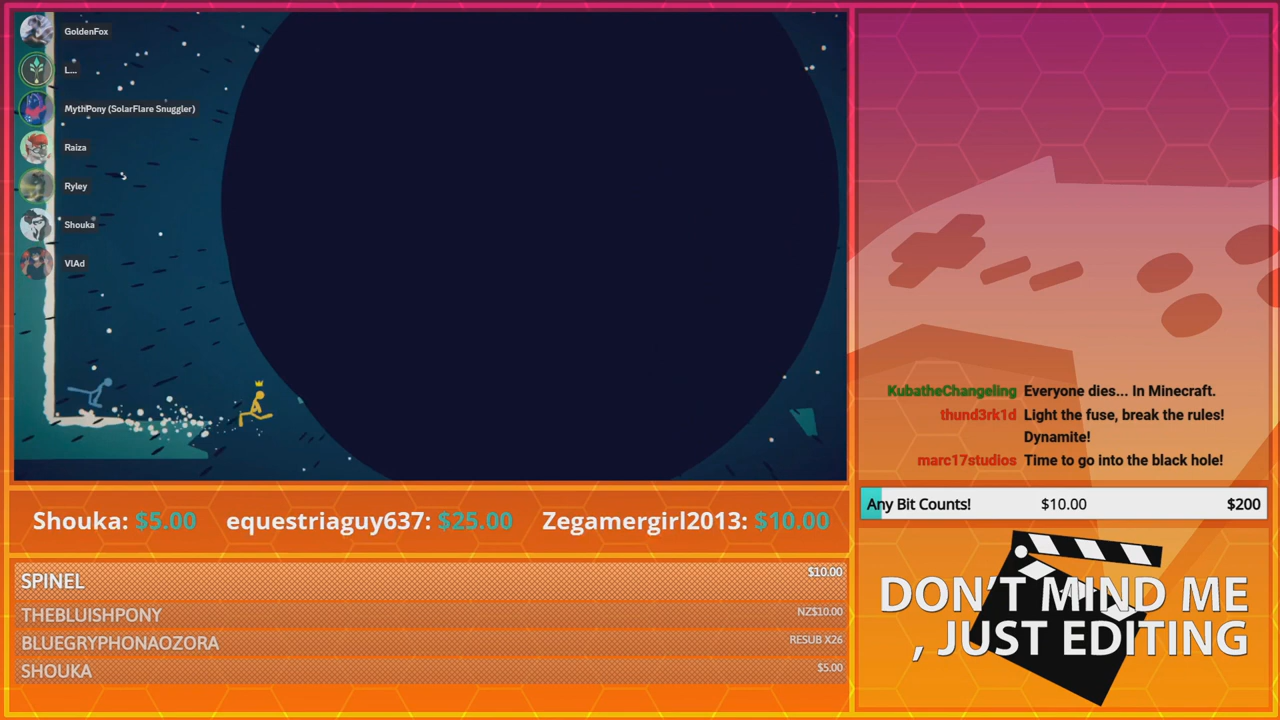 GoldenFox
L...
MythPony (SolarFlare Snuggler)
Raiza
Ryley
Shouka
VlAd
KubatheChangeling Everyone dies... In Minecraft.
thund3rk1d Light the fuse, break the rules!
Dynamite!
marc17studios Time to go into the black hole!
Any Bit Counts! $10.00 $200
Shouka: $5.00 equestriaguy637: $25.00 Zegamergirl2013: $10.00
SPINEL $10.00
THEBLUISHPONY NZ$10.00
BLUEGRYPHONAOZORA RESUB X26
SHOUKA $5.00
DON'T MIND ME
, JUST EDITING